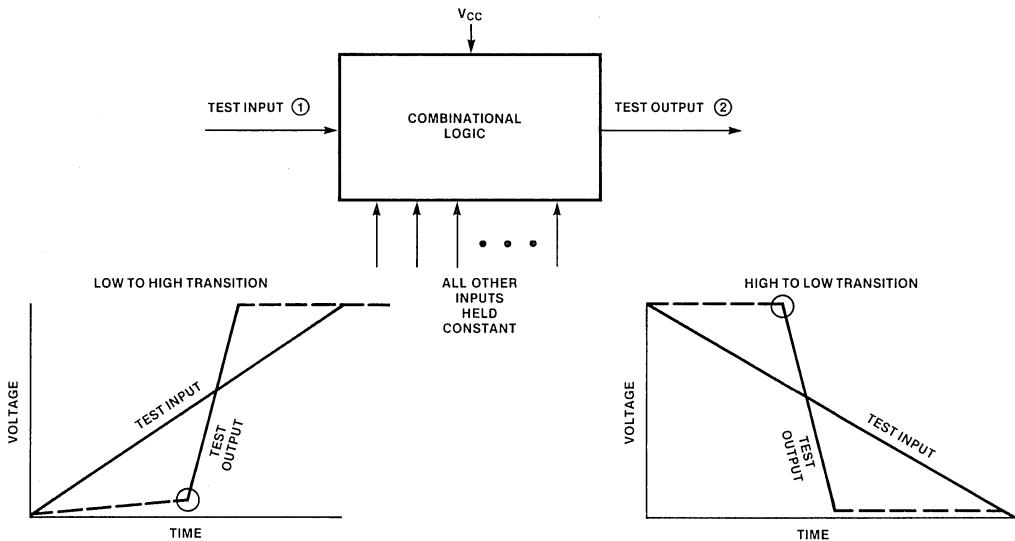 VCC
TEST INPUT 1
COMBINATIONAL
LOGIC
TEST OUTPUT 2
ALL OTHER
INPUTS
HELD
CONSTANT
LOW TO HIGH TRANSITION
VOLTAGE
TEST INPUT
TEST
OUTPUT
TIME
HIGH TO LOW TRANSITION
VOLTAGE
TEST
OUTPUT
TEST INPUT
TIME